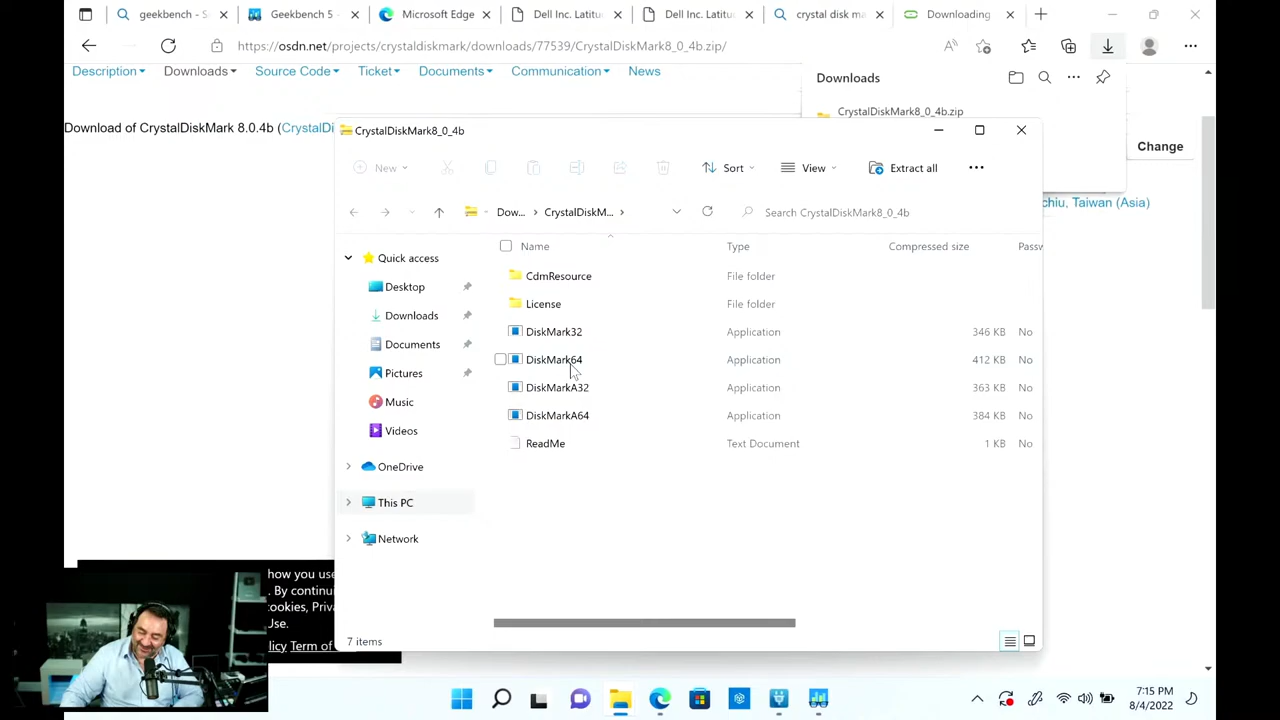 geekbench - S
Geekbench 5 -
Microsoft Edge
Dell Inc. Latitu
Dell Inc. Latitu
crystal disk ma
Downloading
https://osdn.net/projects/crystaldiskmark/downloads/77539/CrystalDiskMark8_0_4b.zip/
Description
Downloads
Source Code
Ticket
Documents
Communication
News
Downloads
CrystalDiskMark8_0_4b.zip
Download of CrystalDiskMark 8.0.4b (CrystalDi
Change
chiu, Taiwan (Asia)
CrystalDiskMark8_0_4b
New
Sort
View
Extract all
Dow...
CrystalDiskM...
Search CrystalDiskMark8_0_4b
Name Type Compressed size Passw
Quick access
Desktop
Downloads
Documents
Pictures
Music
Videos
OneDrive
This PC
Network
CdmResource File folder
License File folder
DiskMark32 Application 346 KB No
DiskMark64 Application 412 KB No
DiskMarkA32 Application 363 KB No
DiskMarkA64 Application 384 KB No
ReadMe Text Document 1 KB No
7 items
how you use
. By continu
ookies, Priva
Use.
licy Term of
7:15 PM
8/4/2022